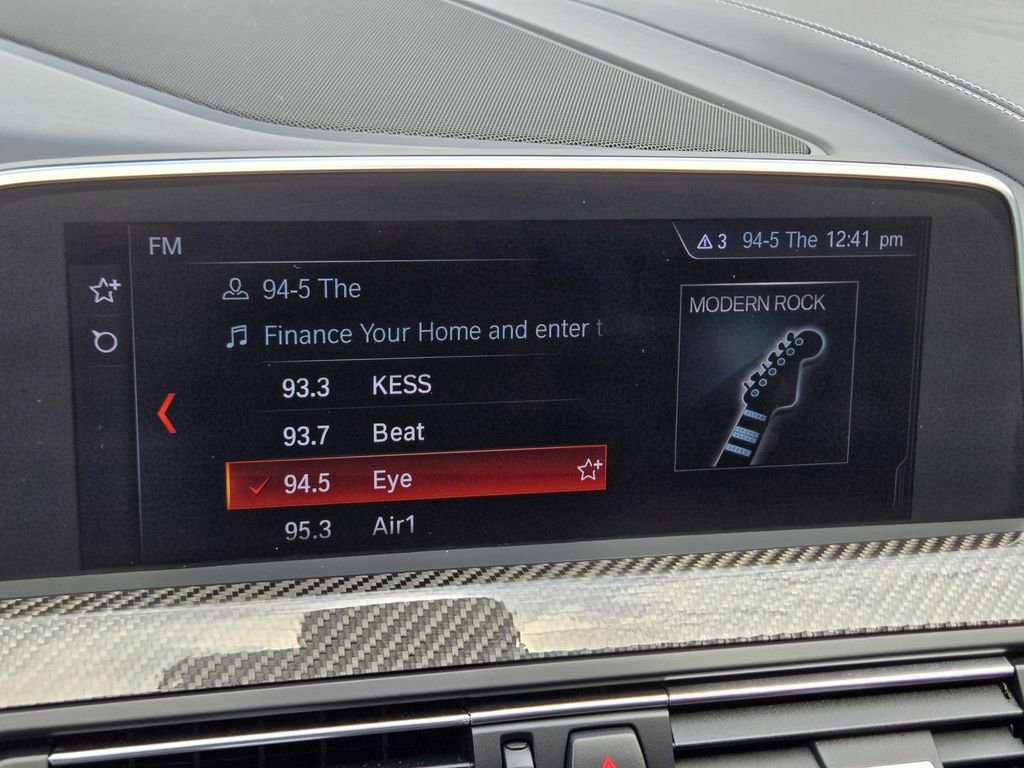 FM
3 94-5 The 12:41 pm
94-5 The
MODERN ROCK
Finance Your Home and enter t
93.3 KESS
93.7 Beat
94.5 Eye
95.3 Air1